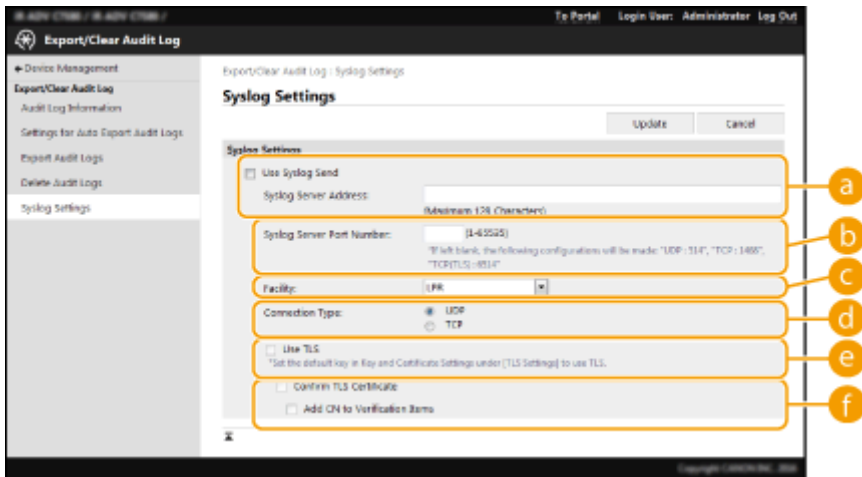 To Portal Login User: Administrator Log Out
Export/Clear Audit Log
Device Management
Export/Clear Audit Log
Audit Log Information
Settings for Auto Export Audit Logs
Export Audit Logs
Delete Audit Logs
Syslog Settings
Export/Clear Audit Log : Syslog Settings
Syslog Settings
Update Cancel
Syslog Settings
Use Syslog Send
Syslog Server Address:
(Maximum 128 Characters)
a
Syslog Server Port Number: (1-65535)
*If left blank, the following configurations will be made: "UDP : 514", "TCP : 1468",
"TCP(TLS) : 6514"
b
Facility: LPR
c
Connection Type: UDP
TCP
d
Use TLS
*Set the default key in Key and Certificate Settings under [TLS Settings] to use TLS.
e
Confirm TLS Certificate
Add CN to Verification Items
f
Copyright CANON INC.